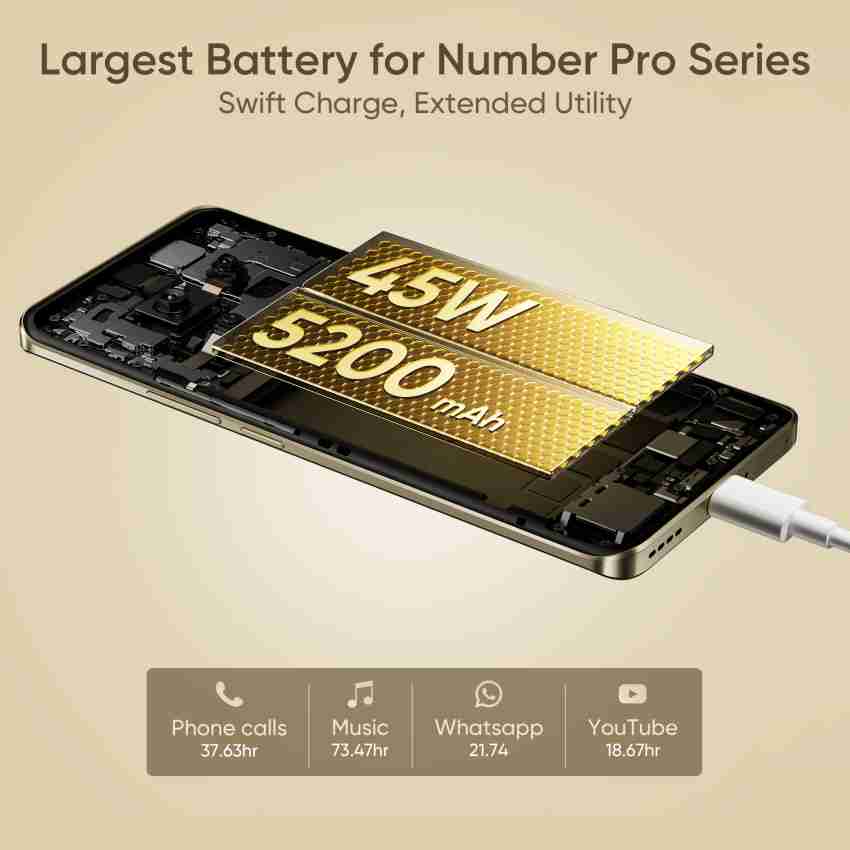 Largest Battery for Number Pro Series
Swift Charge, Extended Utility
45W
5200 mAh
Phone calls
37.63hr
Music
73.47hr
Whatsapp
21.74
YouTube
18.67hr